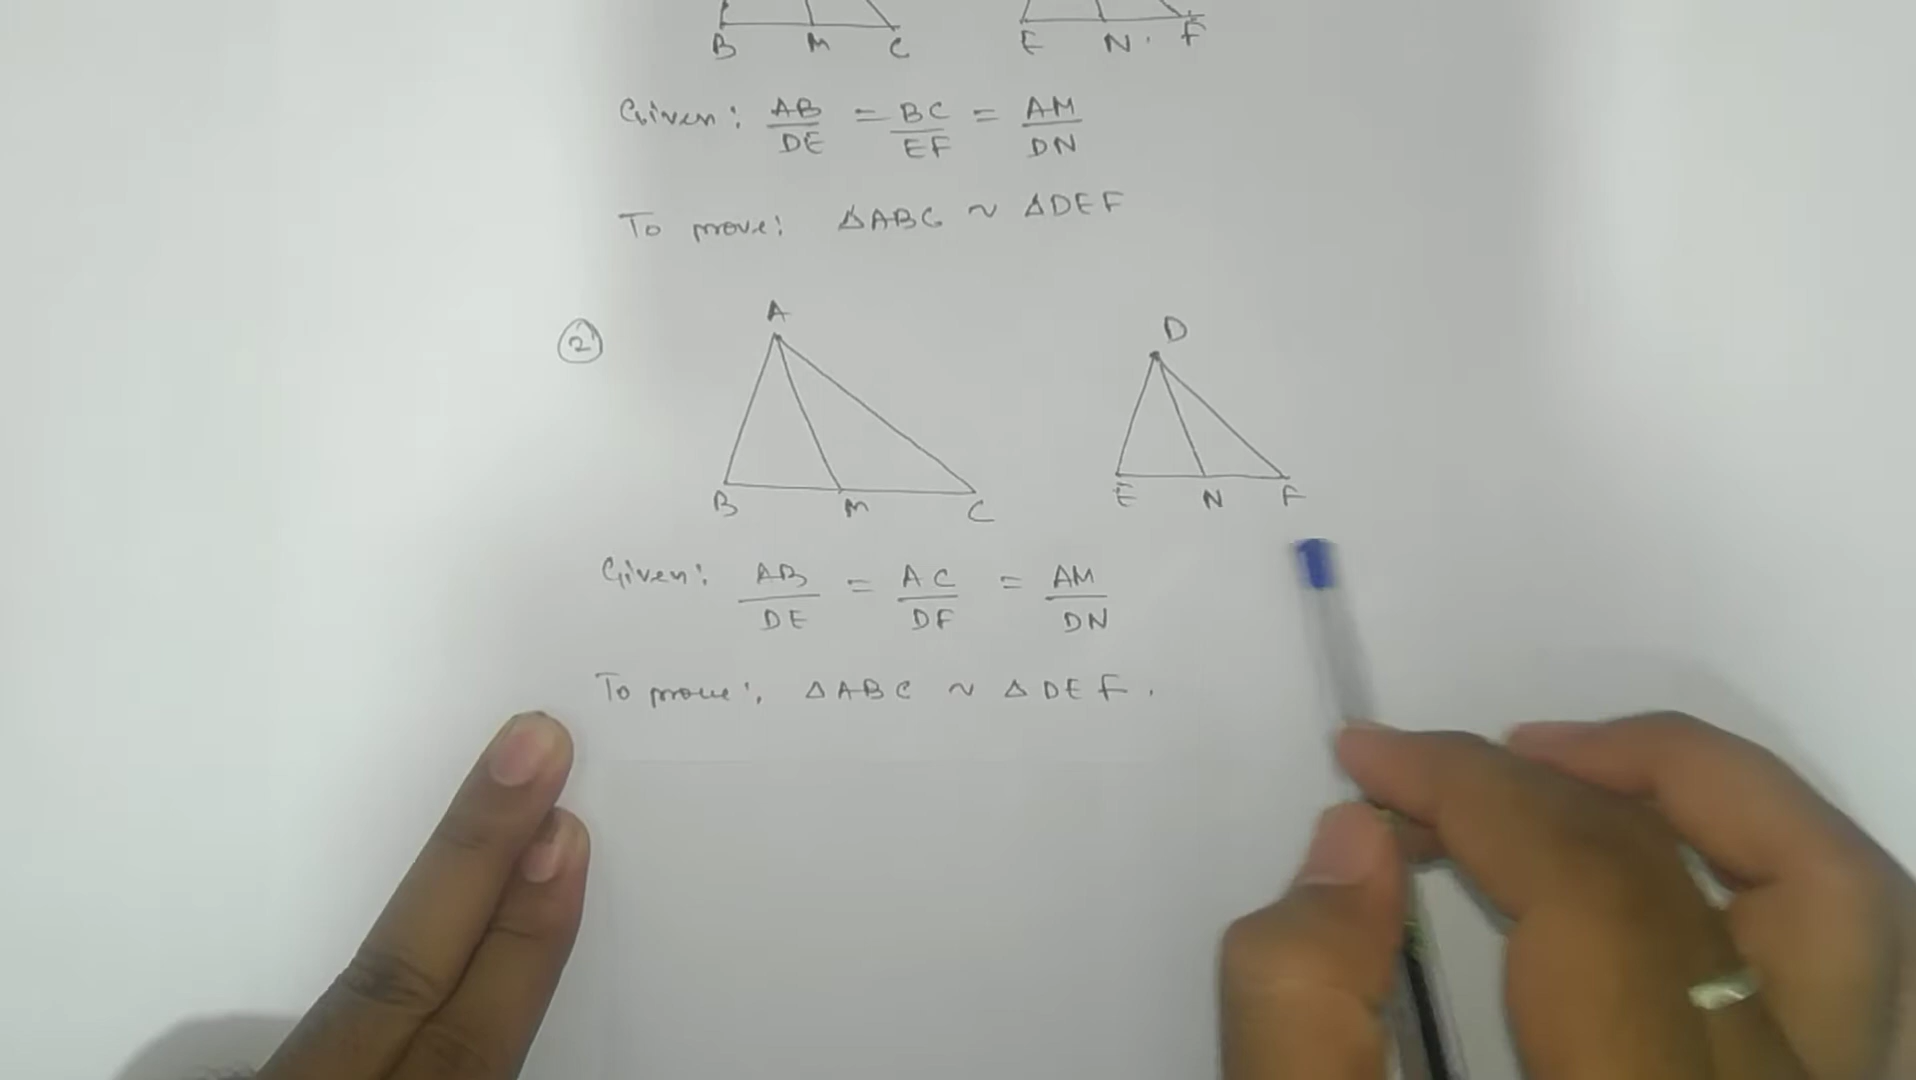 B M C E N F
Given: AB/DE = BC/EF = AM/DN
To prove: ΔABC ~ ΔDEF
2
A D
B M C E N F
Given: AB/DE = AC/DF = AM/DN
To prove: ΔABC ~ ΔDEF.